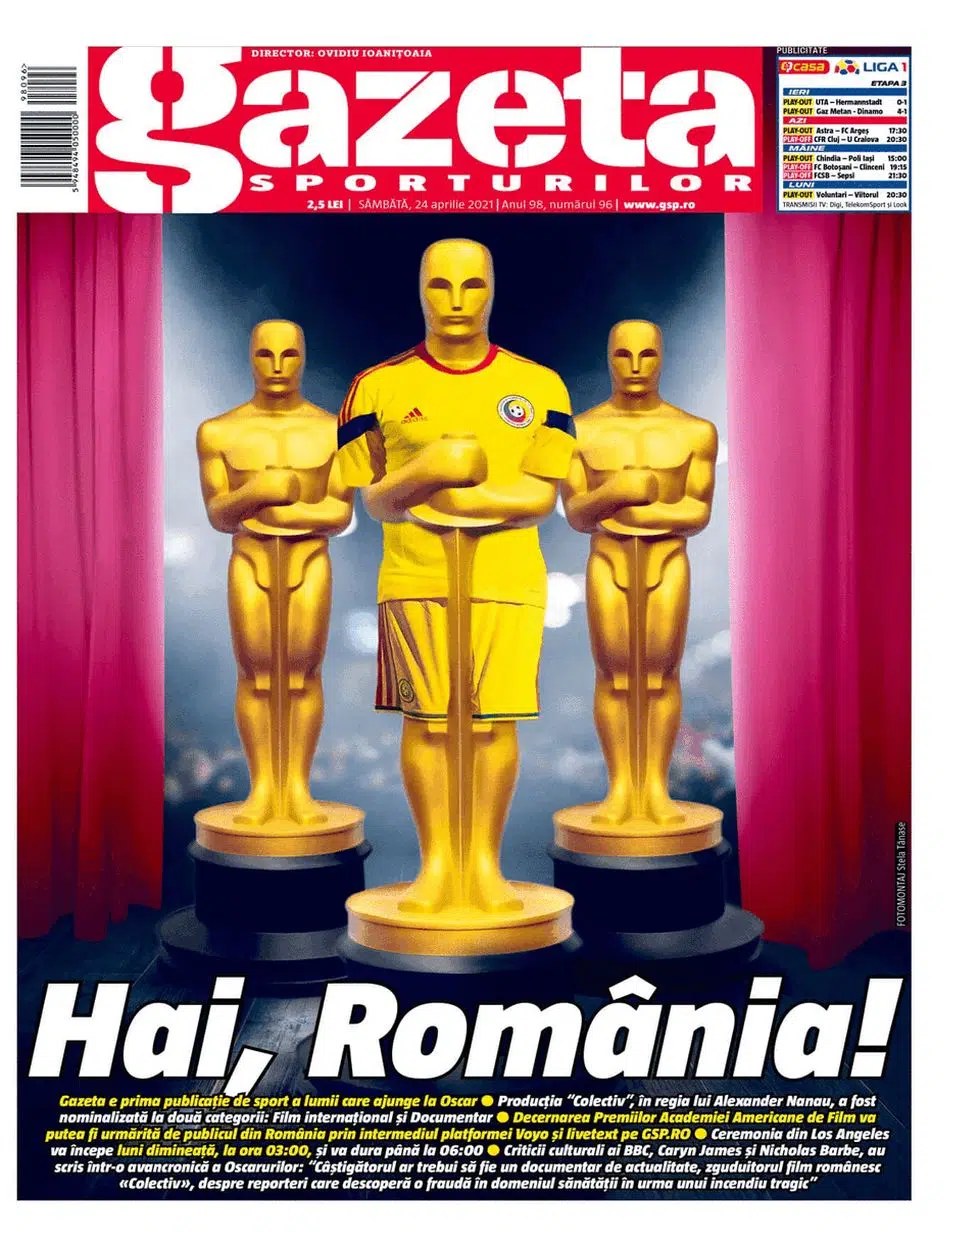 DIRECTOR: OVIDIU IOANIȚOAIA
gazeta
SPORTURILOR
2,5 LEI | SÂMBĂTĂ, 24 aprilie 2021 | Anul 98, numărul 96 | www.gsp.ro
98096>
5 948494 050000
PUBLICITATE
casa LIGA 1
ETAPA 3
IERI
PLAY-OUT UTA – Hermannstadt 0-1
PLAY-OUT Gaz Metan - Dinamo 4-1
AZI
PLAY-OUT Astra – FC Argeș 17:30
PLAY-OFF CFR Cluj – U Craiova 20:30
MÂINE
PLAY-OUT Chindia – Poli Iași 15:00
PLAY-OFF FC Botoșani – Clinceni 19:15
PLAY-OFF FCSB – Sepsi 21:30
LUNI
PLAY-OUT Voluntari – Viitorul 20:30
TRANSMISII TV: Digi, TelekomSport și Look
adidas
FOTOMONTAJ Stela Tănase
Hai, România!
Gazeta e prima publicație de sport a lumii care ajunge la Oscar ● Producția “Colectiv”, în regia lui Alexander Nanau, a fost
nominalizată la două categorii: Film internațional și Documentar ● Decernarea Premiilor Academiei Americane de Film va
putea fi urmărită de publicul din România prin intermediul platformei Voyo și livetext pe GSP.RO ● Ceremonia din Los Angeles
va începe luni dimineață, la ora 03:00, și va dura până la 06:00 ● Criticii culturali ai BBC, Caryn James și Nicholas Barbe, au
scris într-o avancronică a Oscarurilor: “Câștigătorul ar trebui să fie un documentar de actualitate, zguduitorul film românesc
«Colectiv», despre reporteri care descoperă o fraudă în domeniul sănătății în urma unui incendiu tragic”